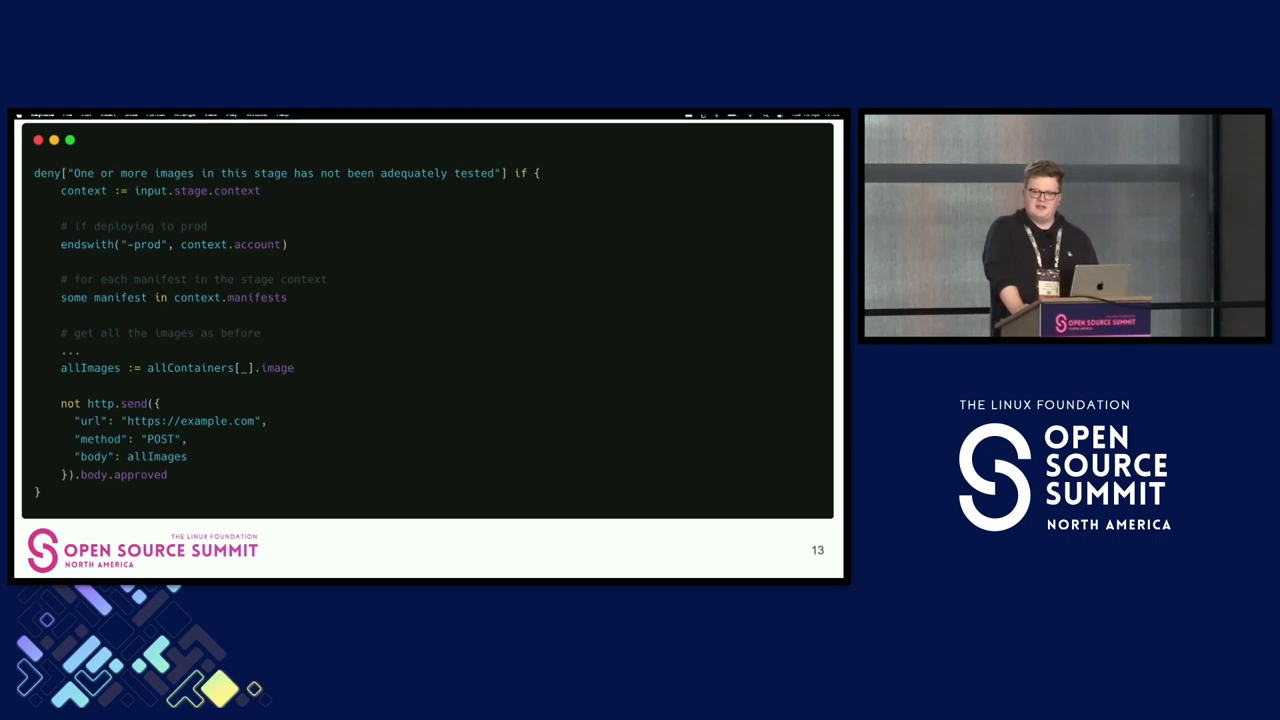 deny["One or more images in this stage has not been adequately tested"] if {
    context := input.stage.context
    # if deploying to prod
    endswith("-prod", context.account)
    # for each manifest in the stage context
    some manifest in context.manifests
    # get all the images as before
    ...
    allImages := allContainers[_].image
    not http.send({
      "url": "https://example.com",
      "method": "POST",
      "body": allImages
    }).body.approved
}
THE LINUX FOUNDATION
OPEN SOURCE SUMMIT
NORTH AMERICA
13
OPEN SOURCE SUMMIT
THE LINUX FOUNDATION
OPEN
SOURCE
SUMMIT
NORTH AMERICA